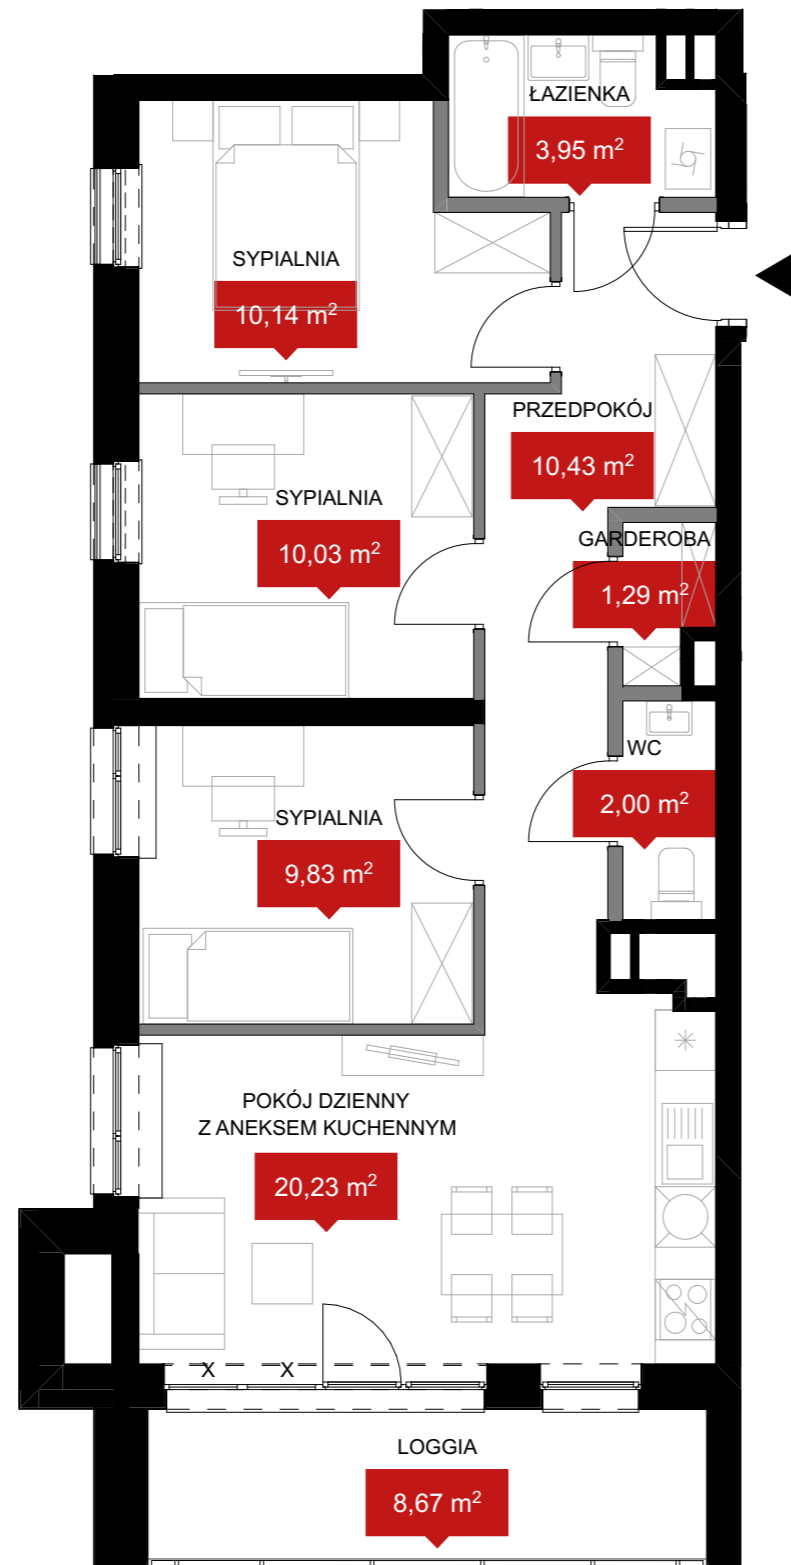 ŁAZIENKA
3,95 m²
SYPIALNIA
10,14 m²
PRZEDPOKÓJ
10,43 m²
SYPIALNIA
10,03 m²
GARDEROBA
1,29 m²
WC
2,00 m²
SYPIALNIA
9,83 m²
POKÓJ DZIENNY
Z ANEKSEM KUCHENNYM
20,23 m²
X X
LOGGIA
8,67 m²